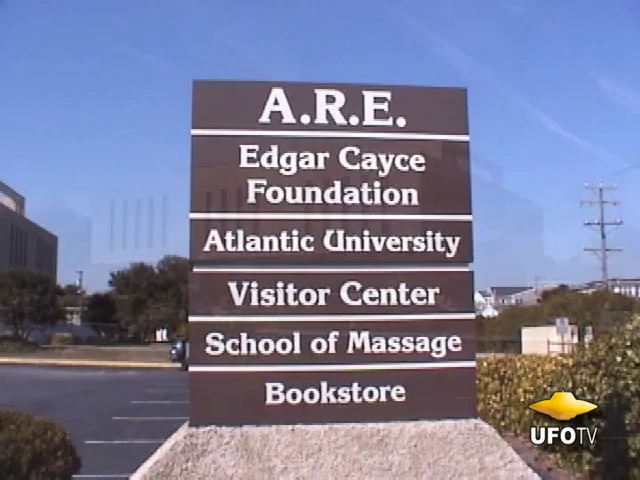 A.R.E.
Edgar Cayce
Foundation
Atlantic University
Visitor Center
School of Massage
Bookstore
UFOTV